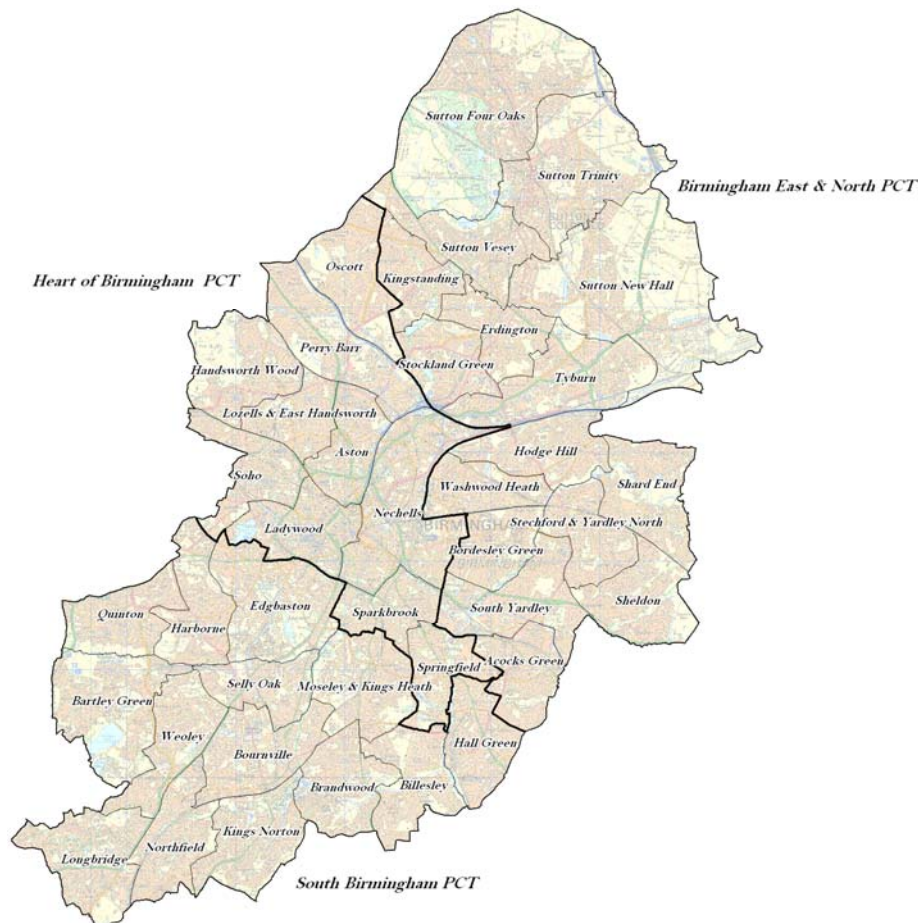 Sutton Four Oaks
Sutton Trinity
Birmingham East & North PCT
Sutton Vesey
Oscott
Kingstanding
Heart of Birmingham PCT
Sutton New Hall
Erdington
Perry Barr
Stockland Green
Handsworth Wood
Tyburn
Lozells & East Handsworth
Aston
Hodge Hill
Soho
Washwood Heath
Shard End
Nechells
BIRMINGHA
Ladywood
Stechford & Yardley North
Bordesley Green
Sheldon
Quinton
Edgbaston
Sparkbrook
South Yardley
Harborne
Springfield
Acocks Green
Selly Oak
Moseley & Kings Heath
Bartley Green
Weoley
Hall Green
Bournville
Brandwood
Billesley
Kings Norton
Northfield
Longbridge
South Birmingham PCT